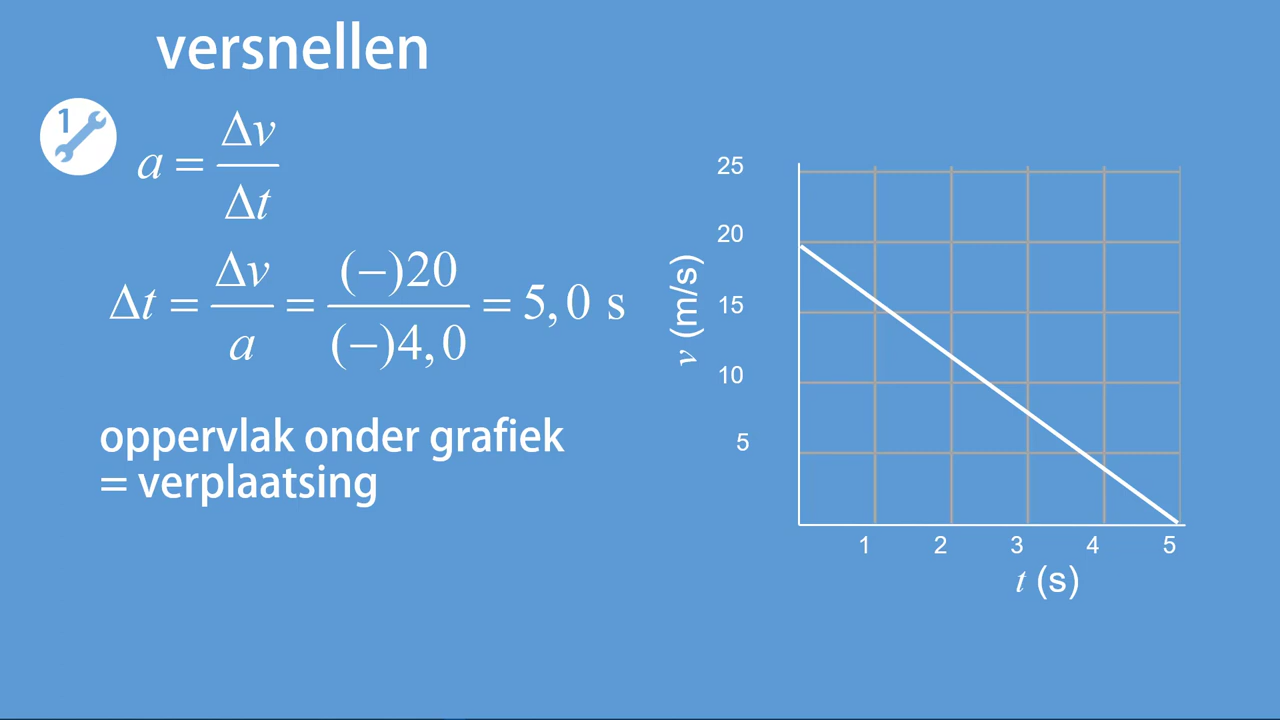 versnellen
1
a = Δv / Δt
Δt = Δv / a = (−)20 / (−)4,0 = 5,0 s
oppervlak onder grafiek
= verplaatsing
25
20
15
10
5
v (m/s)
1 2 3 4 5
t (s)